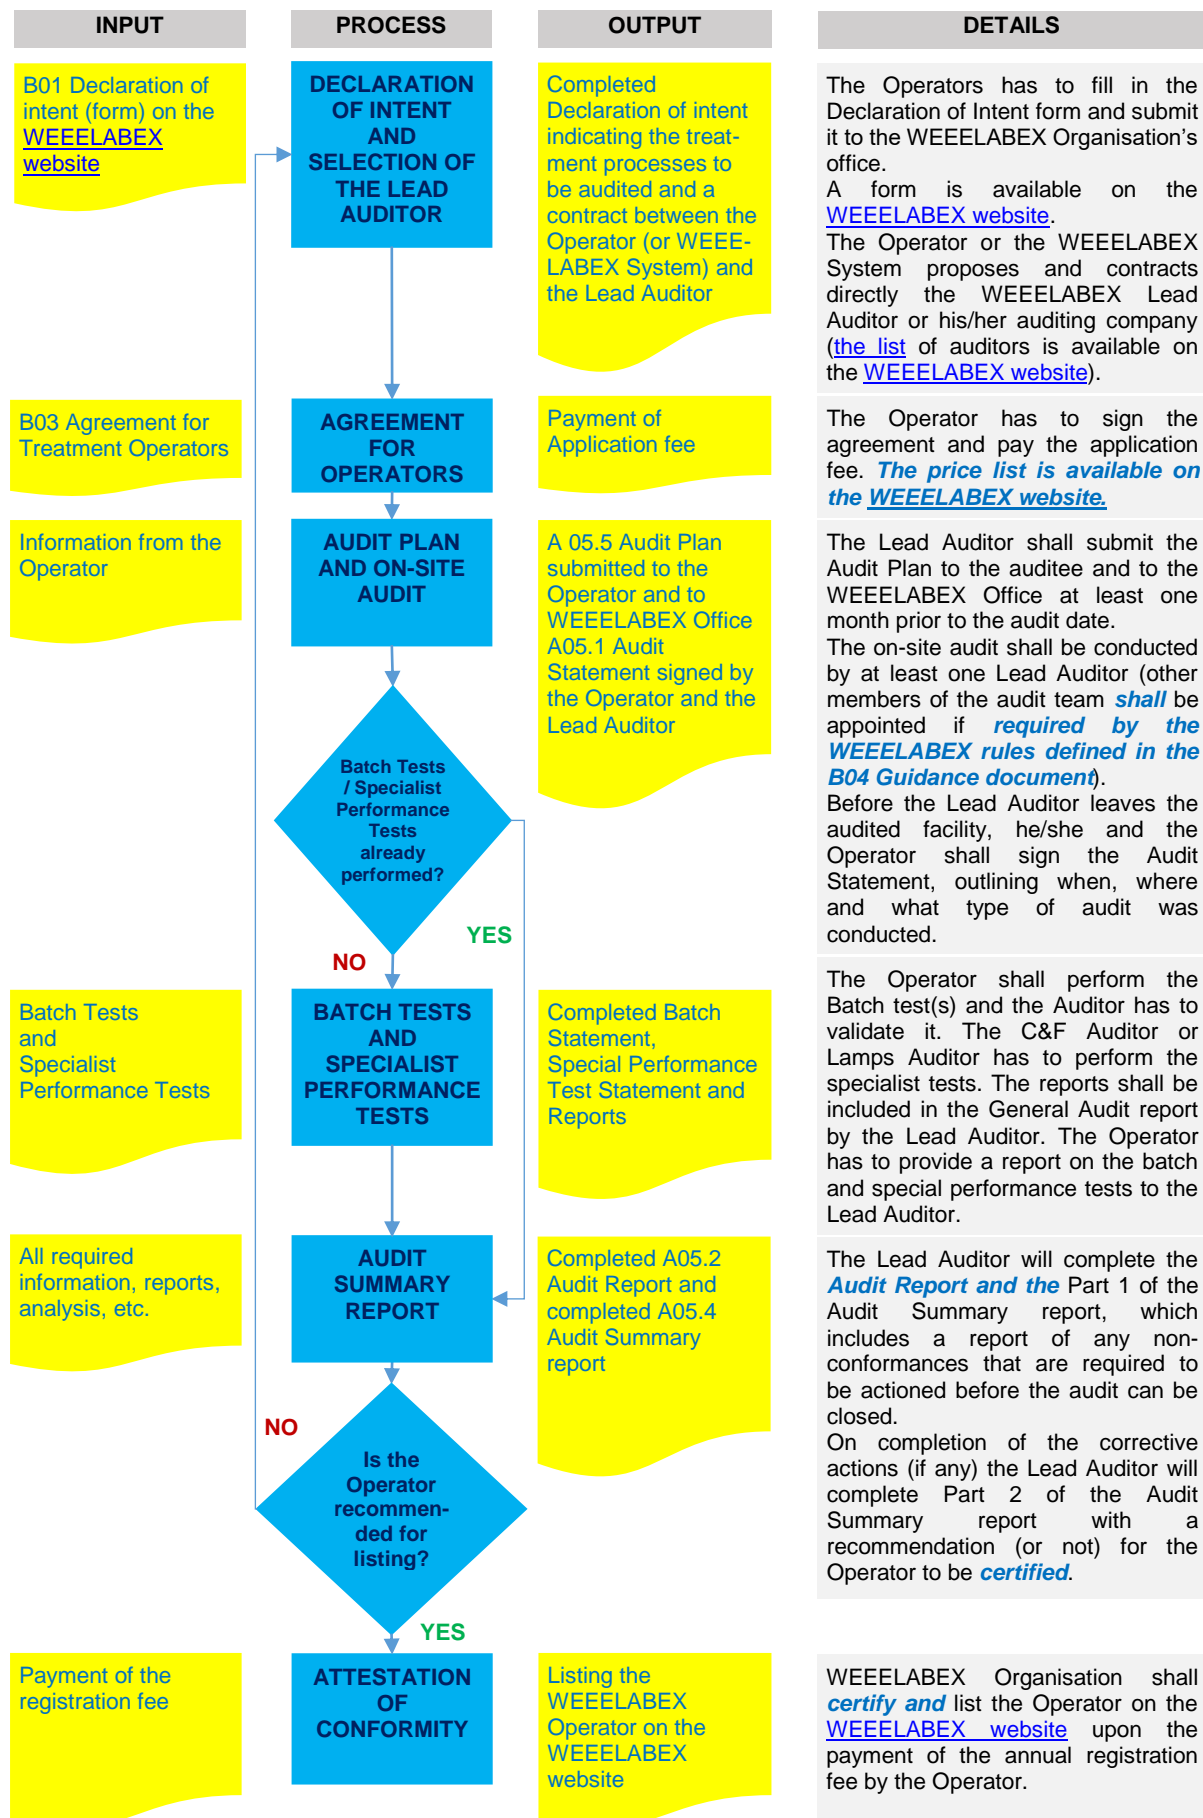 INPUT
PROCESS
OUTPUT
DETAILS
B01 Declaration of
intent (form) on the
WEEELABEX
website
DECLARATION
OF INTENT
AND
SELECTION OF
THE LEAD
AUDITOR
Completed
Declaration of intent
indicating the treat-
ment processes to
be audited and a
contract between the
Operator (or WEEE-
LABEX System) and
the Lead Auditor
The Operators has to fill in the
Declaration of Intent form and submit
it to the WEEELABEX Organisation's
office.
A form is available on the
WEEELABEX website.
The Operator or the WEEELABEX
System proposes and contracts
directly the WEEELABEX Lead
Auditor or his/her auditing company
(the list of auditors is available on
the WEEELABEX website).
B03 Agreement for
Treatment Operators
AGREEMENT
FOR
OPERATORS
Payment of
Application fee
The Operator has to sign the
agreement and pay the application
fee. The price list is available on
the WEEELABEX website.
Information from the
Operator
AUDIT PLAN
AND ON-SITE
AUDIT
A 05.5 Audit Plan
submitted to the
Operator and to
WEEELABEX Office
A05.1 Audit
Statement signed by
the Operator and the
Lead Auditor
The Lead Auditor shall submit the
Audit Plan to the auditee and to the
WEEELABEX Office at least one
month prior to the audit date.
The on-site audit shall be conducted
by at least one Lead Auditor (other
members of the audit team shall be
appointed if required by the
WEEELABEX rules defined in the
B04 Guidance document).
Before the Lead Auditor leaves the
audited facility, he/she and the
Operator shall sign the Audit
Statement, outlining when, where
and what type of audit was
conducted.
Batch Tests
/ Specialist
Performance
Tests
already
performed?
YES
NO
Batch Tests
and
Specialist
Performance Tests
BATCH TESTS
AND
SPECIALIST
PERFORMANCE
TESTS
Completed Batch
Statement,
Special Performance
Test Statement and
Reports
The Operator shall perform the
Batch test(s) and the Auditor has to
validate it. The C&F Auditor or
Lamps Auditor has to perform the
specialist tests. The reports shall be
included in the General Audit report
by the Lead Auditor. The Operator
has to provide a report on the batch
and special performance tests to the
Lead Auditor.
All required
information, reports,
analysis, etc.
AUDIT
SUMMARY
REPORT
Completed A05.2
Audit Report and
completed A05.4
Audit Summary
report
The Lead Auditor will complete the
Audit Report and the Part 1 of the
Audit Summary report, which
includes a report of any non-
conformances that are required to
be actioned before the audit can be
closed.
On completion of the corrective
actions (if any) the Lead Auditor will
complete Part 2 of the Audit
Summary report with a
recommendation (or not) for the
Operator to be certified.
NO
Is the
Operator
recommen-
ded for
listing?
YES
Payment of the
registration fee
ATTESTATION
OF
CONFORMITY
Listing the
WEEELABEX
Operator on the
WEEELABEX
website
WEEELABEX Organisation shall
certify and list the Operator on the
WEEELABEX website upon the
payment of the annual registration
fee by the Operator.